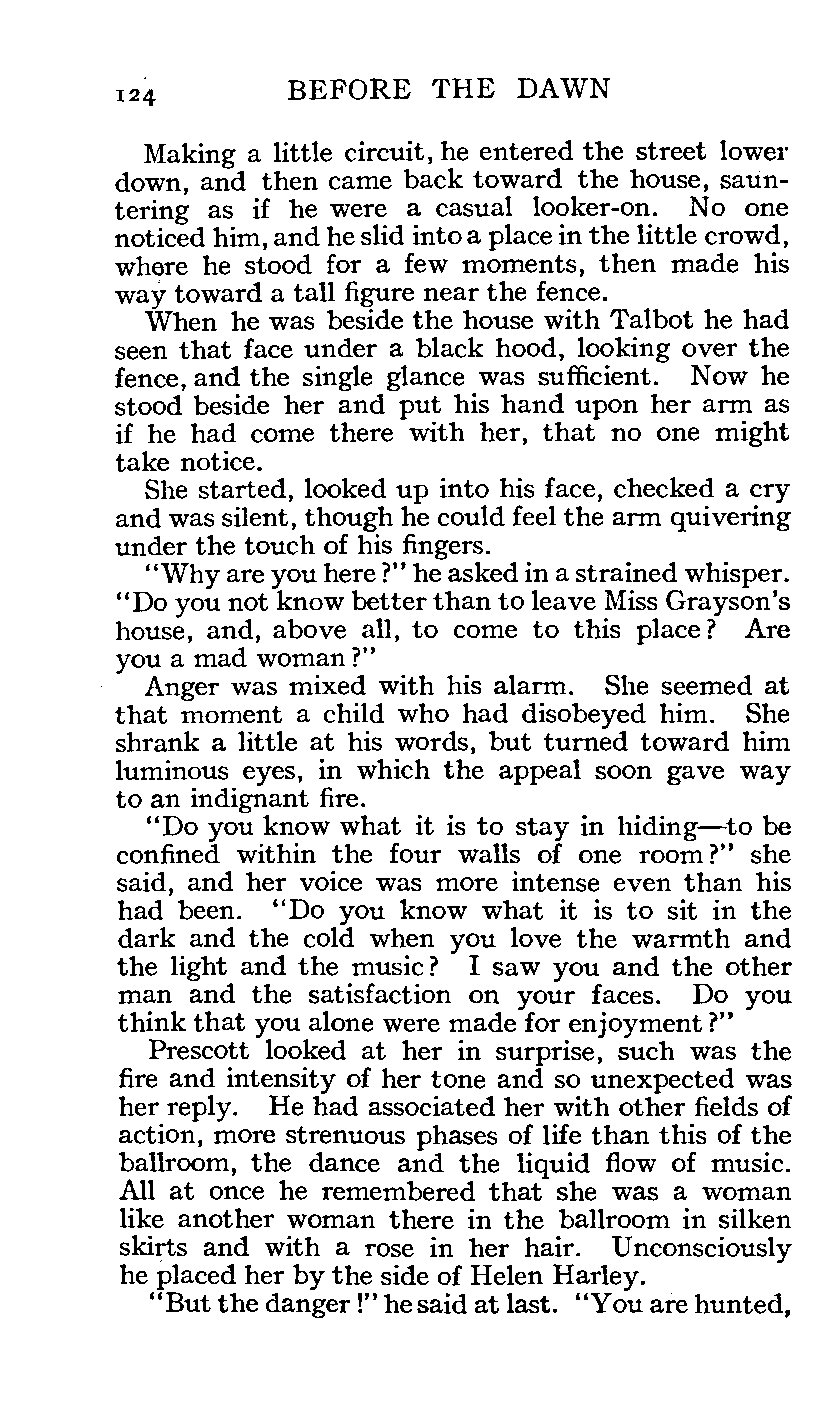 124 BEFORE THE DAWN
Making a little circuit, he entered the street lower
down, and then came back toward the house, saun-
tering as if he were a casual looker-on. No one
noticed him, and he slid into a place in the little crowd,
where he stood for a few moments, then made his
way toward a tall figure near the fence.
When he was beside the house with Talbot he had
seen that face under a black hood, looking over the
fence, and the single glance was sufficient. Now he
stood beside her and put his hand upon her arm as
if he had come there with her, that no one might
take notice.
She started, looked up into his face, checked a cry
and was silent, though he could feel the arm quivering
under the touch of his fingers.
"Why are you here?" he asked in a strained whisper.
"Do you not know better than to leave Miss Grayson's
house, and, above all, to come to this place? Are
you a mad woman?"
Anger was mixed with his alarm. She seemed at
that moment a child who had disobeyed him. She
shrank a little at his words, but turned toward him
luminous eyes, in which the appeal soon gave way
to an indignant fire.
"Do you know what it is to stay in hiding—to be
confined within the four walls of one room?" she
said, and her voice was more intense even than his
had been. "Do you know what it is to sit in the
dark and the cold when you love the warmth and
the light and the music? I saw you and the other
man and the satisfaction on your faces. Do you
think that you alone were made for enjoyment?"
Prescott looked at her in surprise, such was the
fire and intensity of her tone and so unexpected was
her reply. He had associated her with other fields of
action, more strenuous phases of life than this of the
ballroom, the dance and the liquid flow of music.
All at once he remembered that she was a woman
like another woman there in the ballroom in silken
skirts and with a rose in her hair. Unconsciously
he placed her by the side of Helen Harley.
"But the danger!" he said at last. "You are hunted,